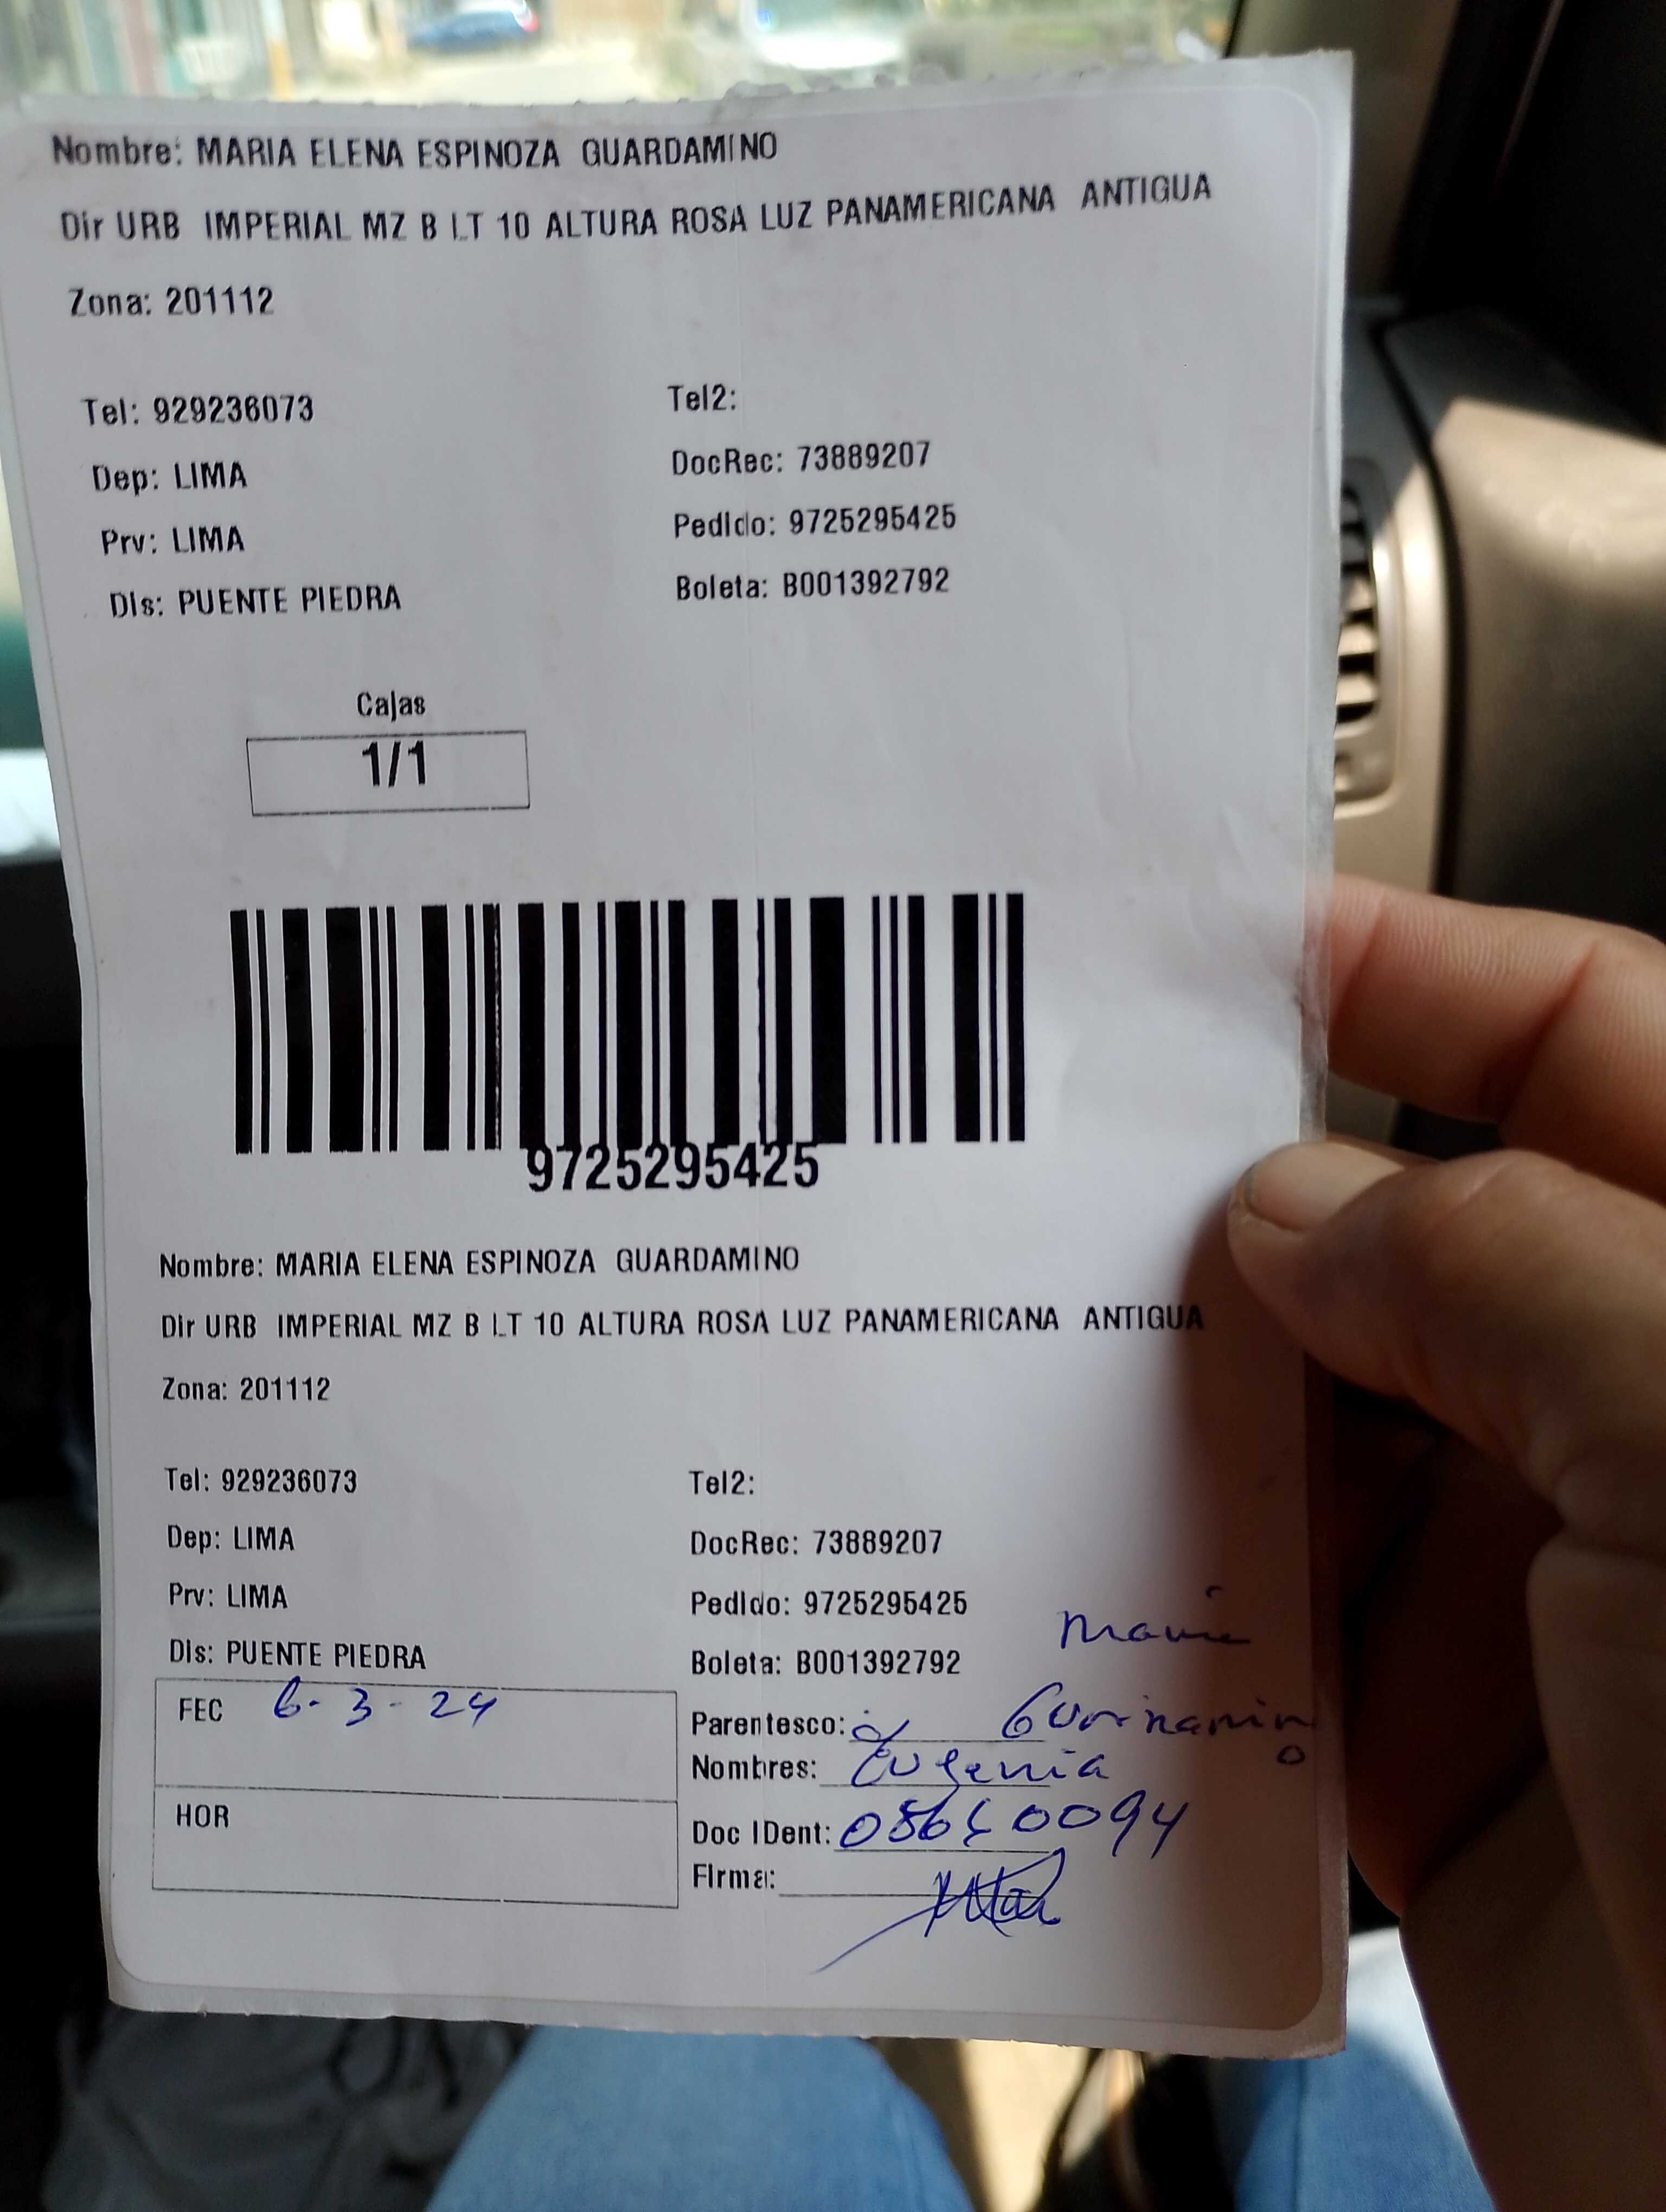 Nombre: MARIA ELENA ESPINOZA GUARDAMINO
Dir URB IMPERIAL MZ B LT 10 ALTURA ROSA LUZ PANAMERICANA ANTIGUA
Zona: 201112
Tel: 929236073 Tel2:
Dep: LIMA DocRec: 73889207
Prv: LIMA Pedido: 9725295425
Dis: PUENTE PIEDRA Boleta: B001392792
Cajas
1/1
9725295425
Nombre: MARIA ELENA ESPINOZA GUARDAMINO
Dir URB IMPERIAL MZ B LT 10 ALTURA ROSA LUZ PANAMERICANA ANTIGUA
Zona: 201112
Tel: 929236073 Tel2:
Dep: LIMA DocRec: 73889207
Prv: LIMA Pedido: 9725295425
Dis: PUENTE PIEDRA Boleta: B001392792
Maria
FEC 6-3-24
Parentesco:
Nombres: Eugenia
HOR
Doc IDent:
Firma: